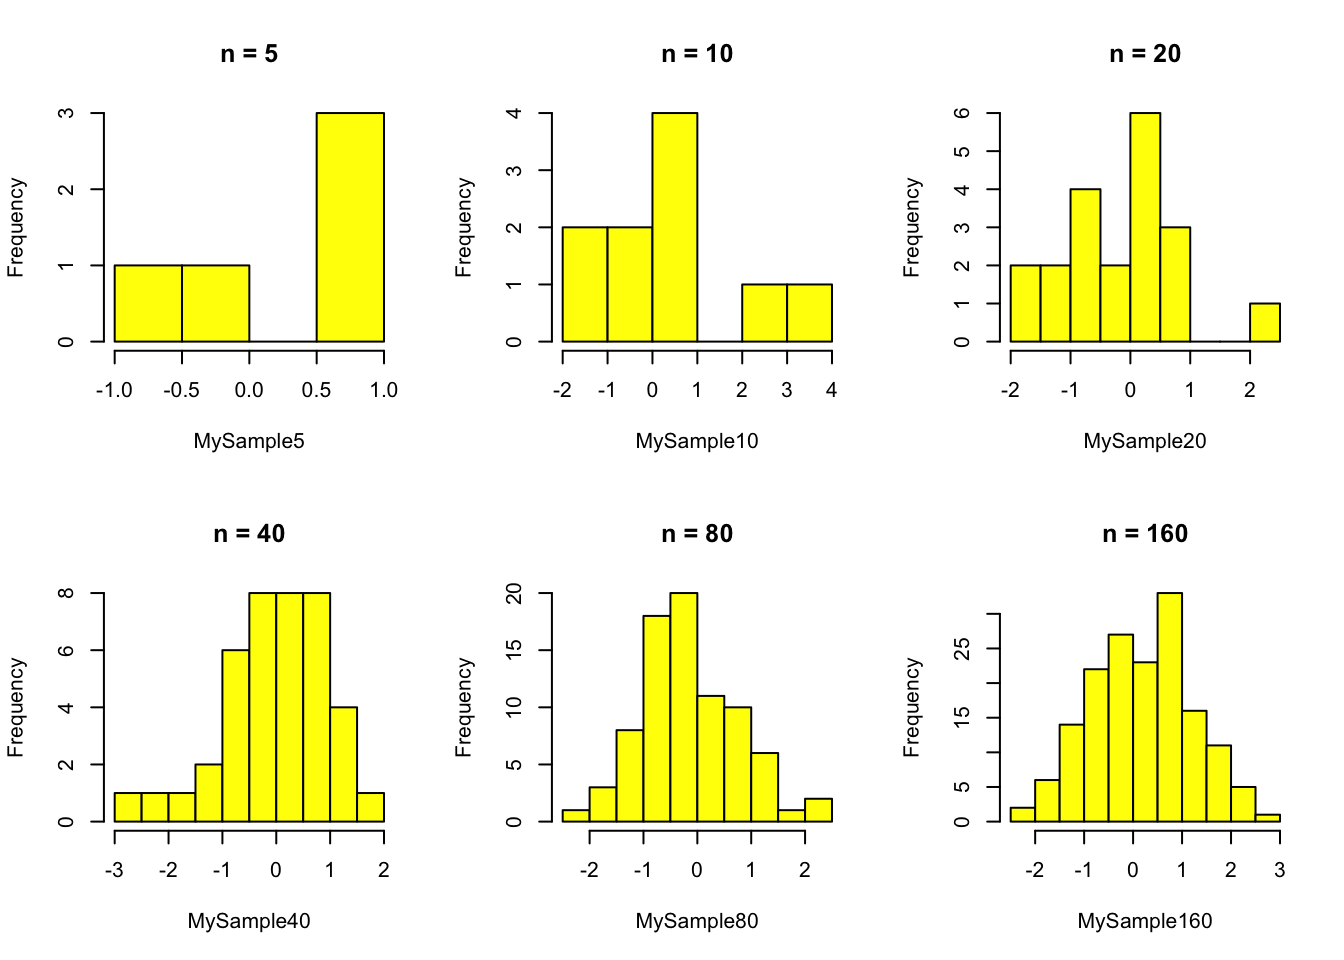 n = 5
Frequency
0
1
2
3
-1.0 -0.5 0.0 0.5 1.0
MySample5
n = 10
Frequency
0
1
2
3
4
-2 -1 0 1 2 3 4
MySample10
n = 20
Frequency
0
1
2
3
4
5
6
-2 -1 0 1 2
MySample20
n = 40
Frequency
0
2
4
6
8
-3 -2 -1 0 1 2
MySample40
n = 80
Frequency
0
5
10
15
20
-2 -1 0 1 2
MySample80
n = 160
Frequency
0
5
15
25
-2 -1 0 1 2 3
MySample160